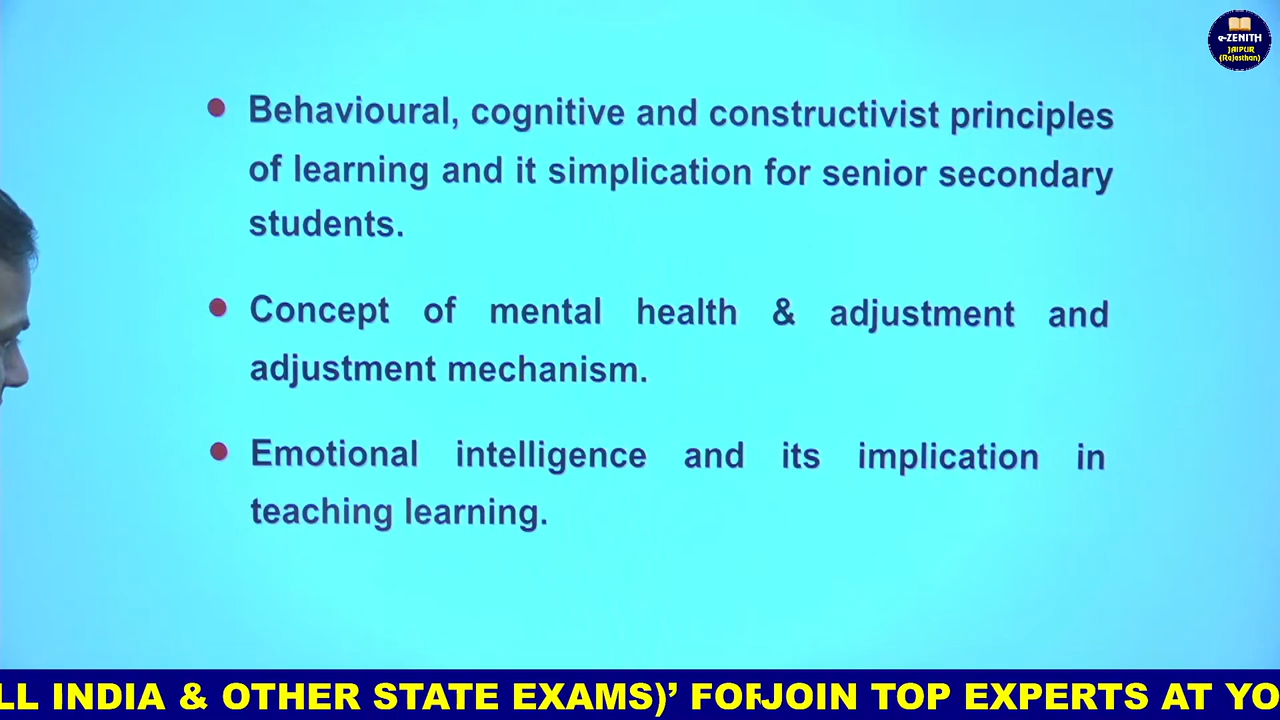 e-ZENITH
JAIPUR
(Rajasthan)
Behavioural, cognitive and constructivist principles
of learning and it simplication for senior secondary
students.
Concept of mental health & adjustment and
adjustment mechanism.
Emotional intelligence and its implication in
teaching learning.
LL INDIA & OTHER STATE EXAMS)’ FOR JOIN TOP EXPERTS AT YO